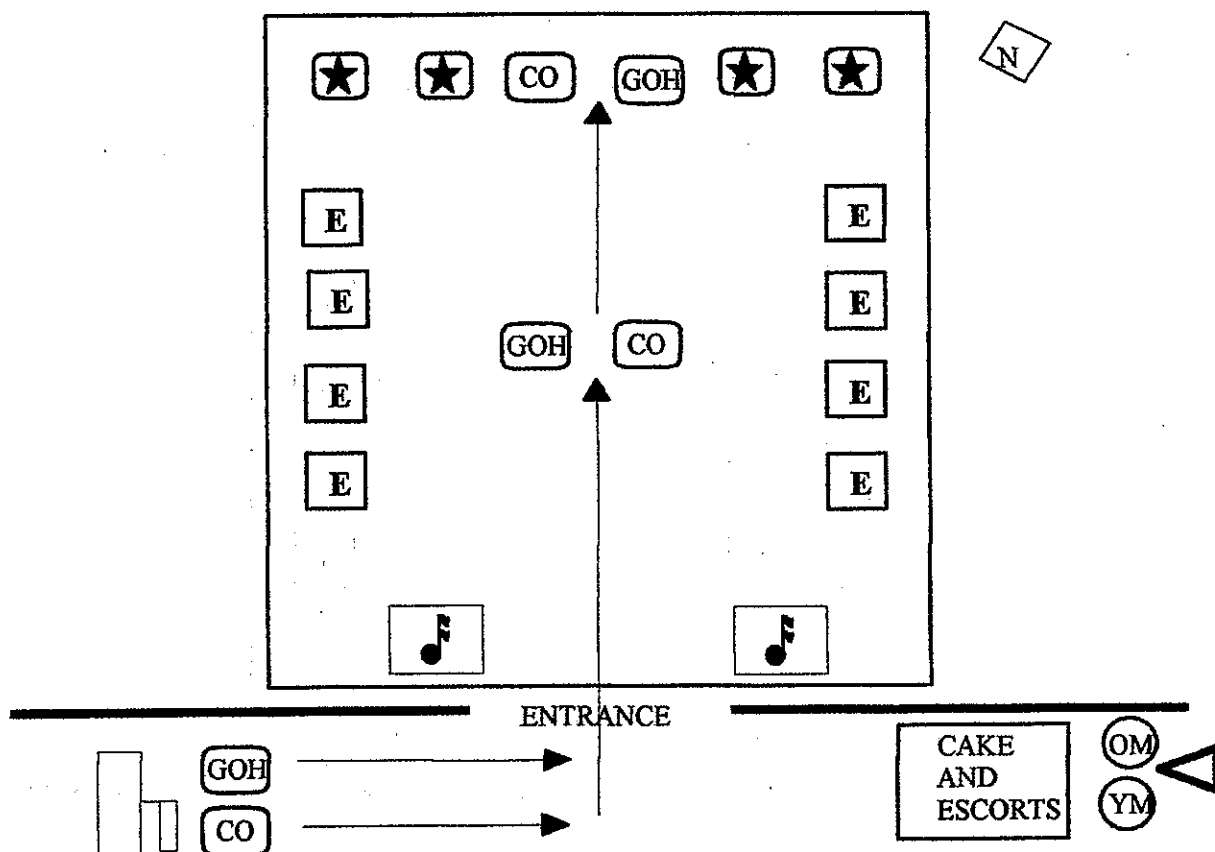 CO GOH
N
E E
E E
GOH CO
E E
E E
ENTRANCE
GOH
CO
CAKE
AND
ESCORTS
OM
YM